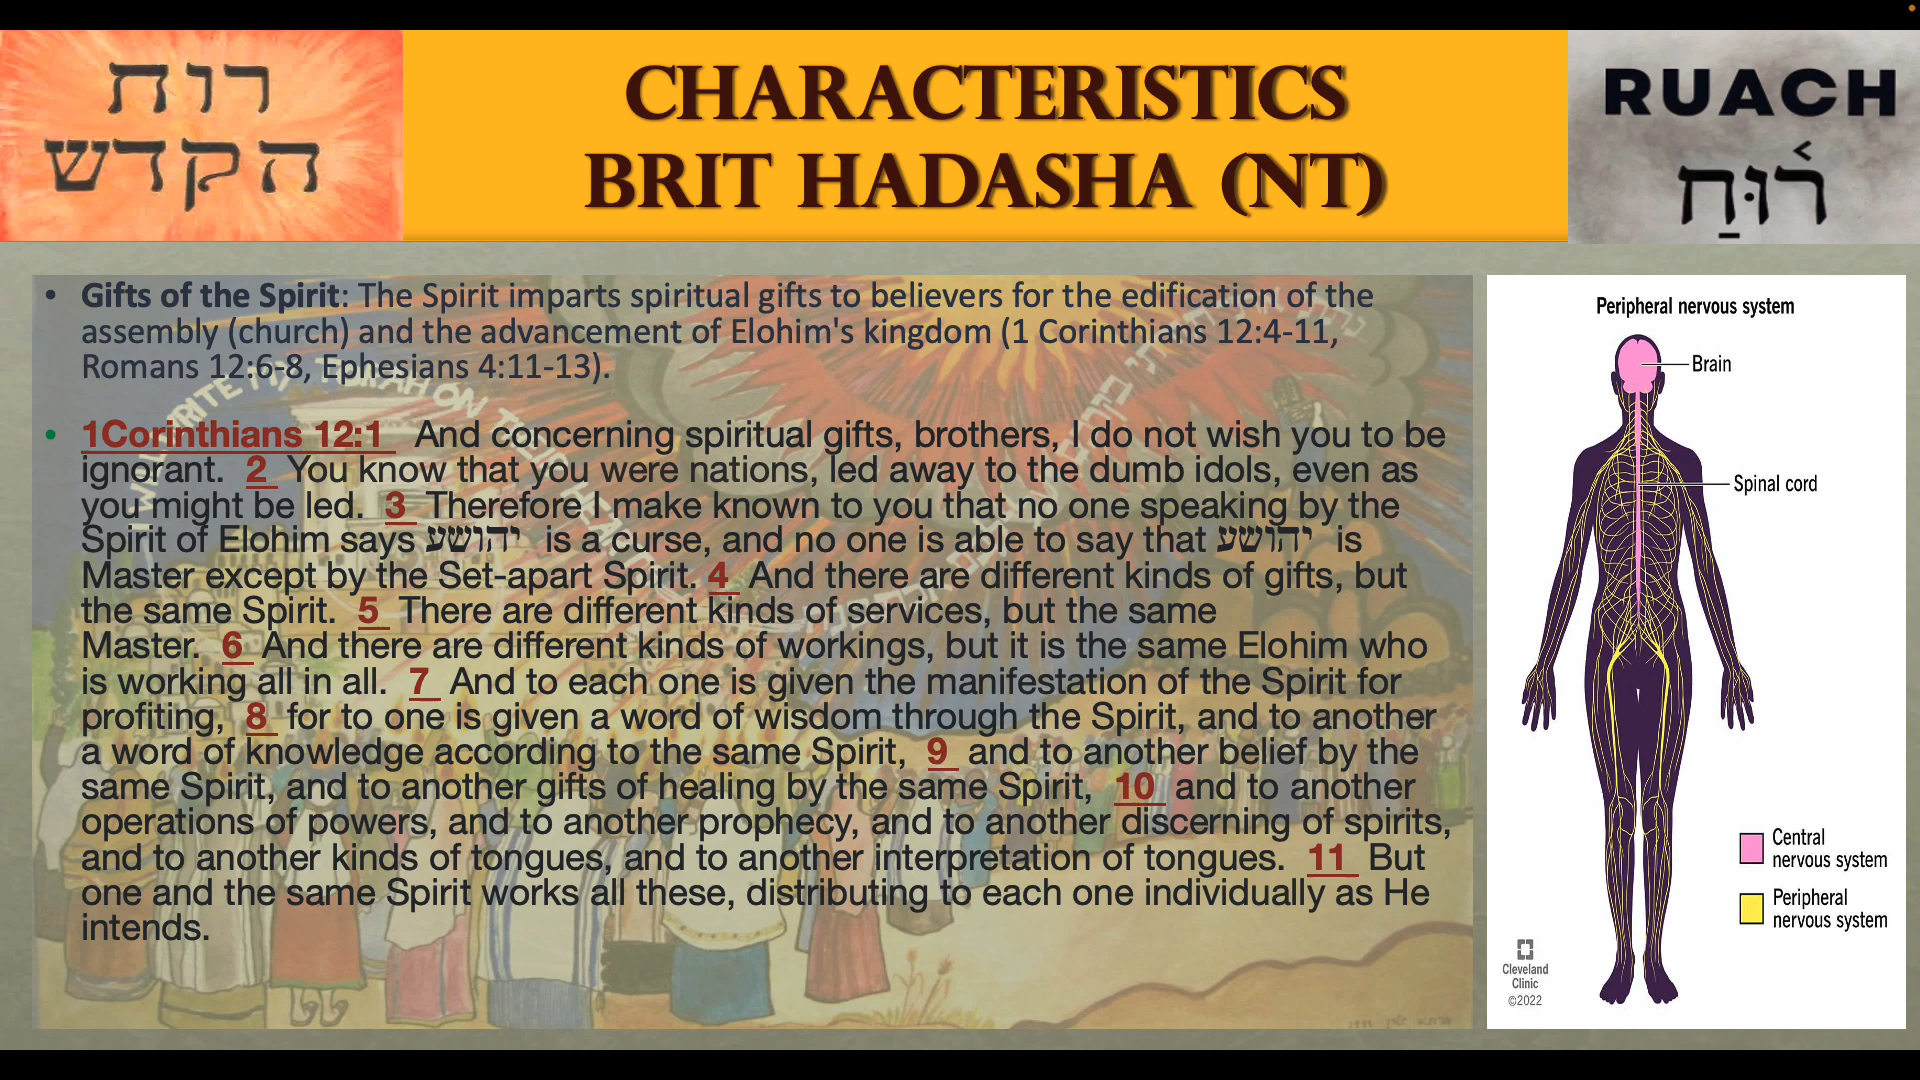 רוח
הקדש
CHARACTERISTICS
BRIT HADASHA (NT)
RUACH
ר֫וּחַ
• Gifts of the Spirit: The Spirit imparts spiritual gifts to believers for the edification of the
assembly (church) and the advancement of Elohim's kingdom (1 Corinthians 12:4-11,
Romans 12:6-8, Ephesians 4:11-13).
• 1Corinthians 12:1 And concerning spiritual gifts, brothers, I do not wish you to be
ignorant. 2 You know that you were nations, led away to the dumb idols, even as
you might be led. 3 Therefore I make known to you that no one speaking by the
Spirit of Elohim says יהושע is a curse, and no one is able to say that יהושע is
Master except by the Set-apart Spirit. 4 And there are different kinds of gifts, but
the same Spirit. 5 There are different kinds of services, but the same
Master. 6 And there are different kinds of workings, but it is the same Elohim who
is working all in all. 7 And to each one is given the manifestation of the Spirit for
profiting, 8 for to one is given a word of wisdom through the Spirit, and to another
a word of knowledge according to the same Spirit, 9 and to another belief by the
same Spirit, and to another gifts of healing by the same Spirit, 10 and to another
operations of powers, and to another prophecy, and to another discerning of spirits,
and to another kinds of tongues, and to another interpretation of tongues. 11 But
one and the same Spirit works all these, distributing to each one individually as He
intends.
Peripheral nervous system
Brain
Spinal cord
Central
nervous system
Peripheral
nervous system
Cleveland
Clinic
©2022